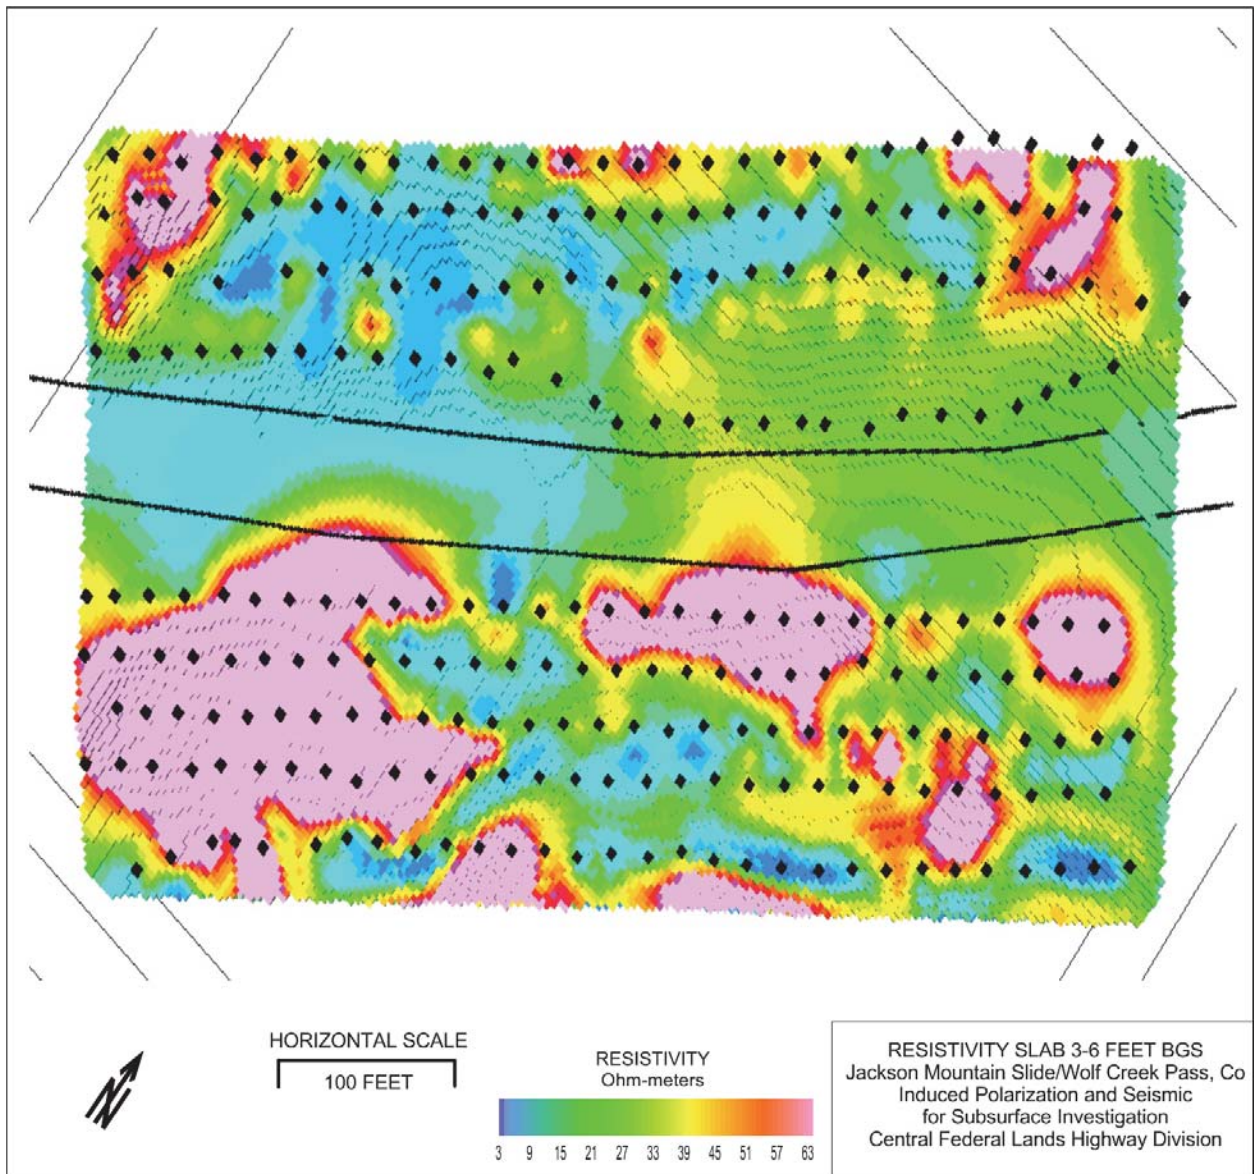 HORIZONTAL SCALE
100 FEET
RESISTIVITY
Ohm-meters
3 9 15 21 27 33 39 45 51 57 63
RESISTIVITY SLAB 3-6 FEET BGS
Jackson Mountain Slide/Wolf Creek Pass, Co
Induced Polarization and Seismic
for Subsurface Investigation
Central Federal Lands Highway Division
N